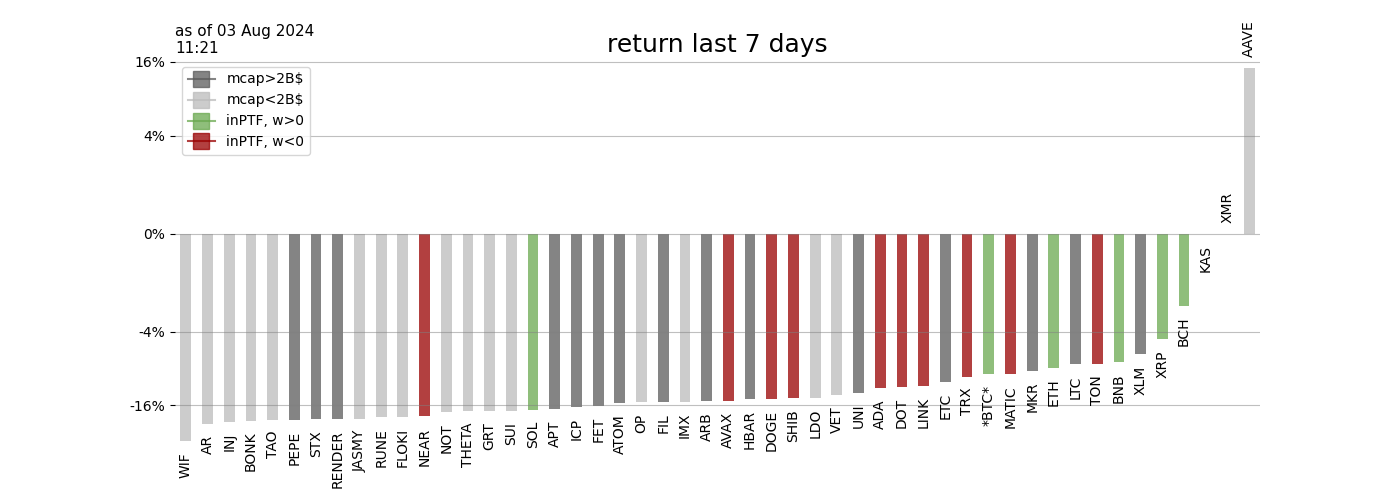 as of 03 Aug 2024
11:21
return last 7 days
AAVE
16%
mcap>2B$
mcap<2B$
inPTF, w>0
inPTF, w<0
4%
0%
-4%
-16%
WIF
AR
INJ
BONK
TAO
PEPE
STX
RENDER
JASMY
RUNE
FLOKI
NEAR
NOT
THETA
GRT
SUI
SOL
APT
ICP
FET
ATOM
OP
FIL
IMX
ARB
AVAX
HBAR
DOGE
SHIB
LDO
VET
UNI
ADA
DOT
LINK
ETC
TRX
*BTC*
MATIC
MKR
ETH
LTC
TON
BNB
XLM
XRP
BCH
KAS
XMR